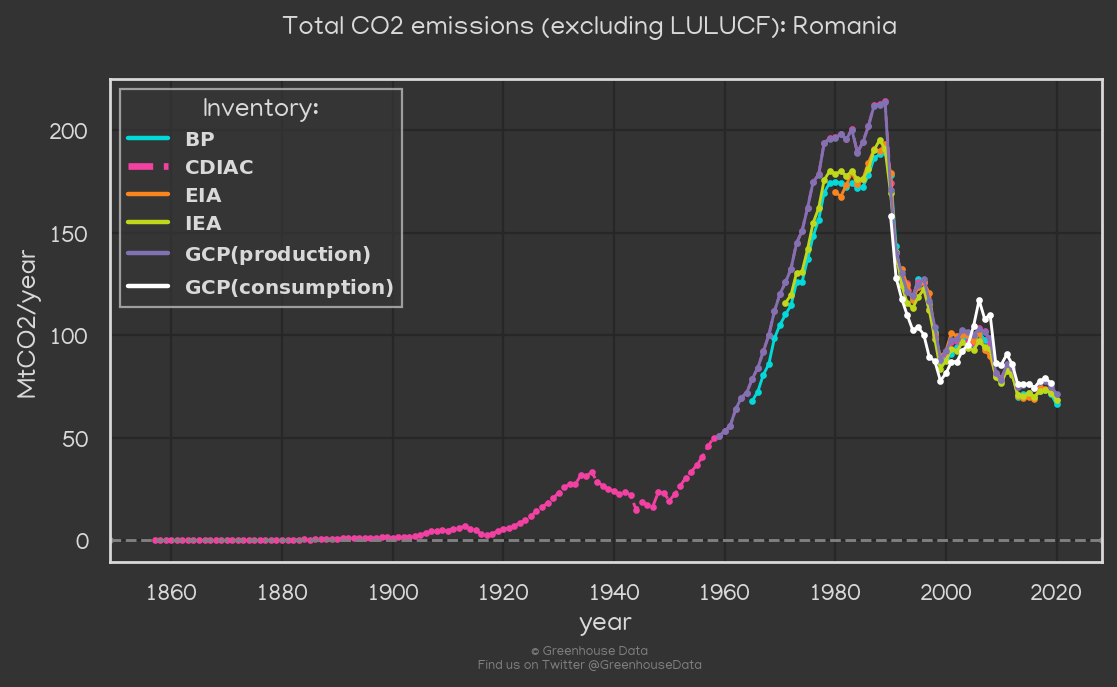 Total CO2 emissions (excluding LULUCF): Romania
Inventory:
BP
CDIAC
EIA
IEA
GCP(production)
GCP(consumption)
MtCO2/year
200
150
100
50
0
1860 1880 1900 1920 1940 1960 1980 2000 2020
year
© Greenhouse Data
Find us on Twitter @GreenhouseData